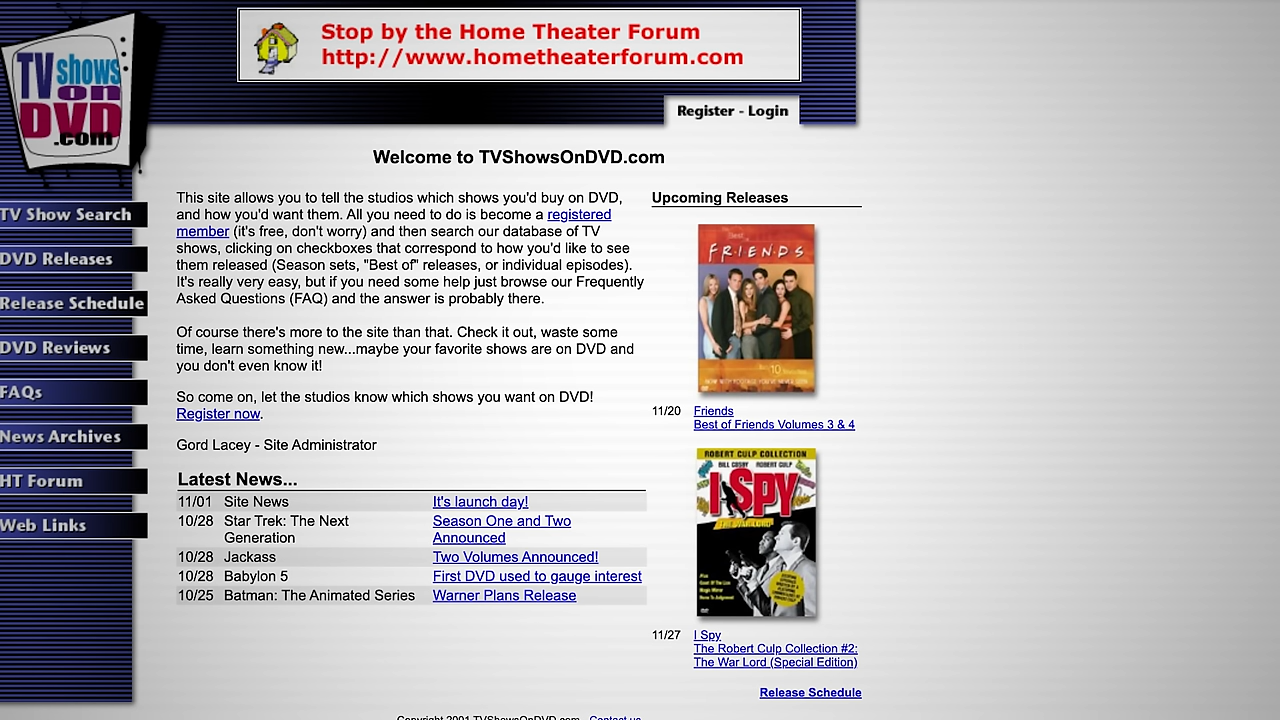 Stop by the Home Theater Forum
http://www.hometheaterforum.com
TV shows
on
DVD
.com
Register - Login
Welcome to TVShowsOnDVD.com
TV Show Search
DVD Releases
Release Schedule
DVD Reviews
FAQs
News Archives
HT Forum
Web Links
This site allows you to tell the studios which shows you'd buy on DVD,
and how you'd want them. All you need to do is become a registered
member (it's free, don't worry) and then search our database of TV
shows, clicking on checkboxes that correspond to how you'd like to see
them released (Season sets, "Best of" releases, or individual episodes).
It's really very easy, but if you need some help just browse our Frequently
Asked Questions (FAQ) and the answer is probably there.
Of course there's more to the site than that. Check it out, waste some
time, learn something new...maybe your favorite shows are on DVD and
you don't even know it!
So come on, let the studios know which shows you want on DVD!
Register now.
Gord Lacey - Site Administrator
Latest News...
11/01 Site News It's launch day!
10/28 Star Trek: The Next Season One and Two
Generation Announced
10/28 Jackass Two Volumes Announced!
10/28 Babylon 5 First DVD used to gauge interest
10/25 Batman: The Animated Series Warner Plans Release
Upcoming Releases
FRIENDS
11/20 Friends
Best of Friends Volumes 3 & 4
ROBERT CULP COLLECTION
BILL COSBY ROBERT CULP
I SPY
11/27 I Spy
The Robert Culp Collection #2:
The War Lord (Special Edition)
Release Schedule
Copyright 2001 TVShowsOnDVD.com Contact us